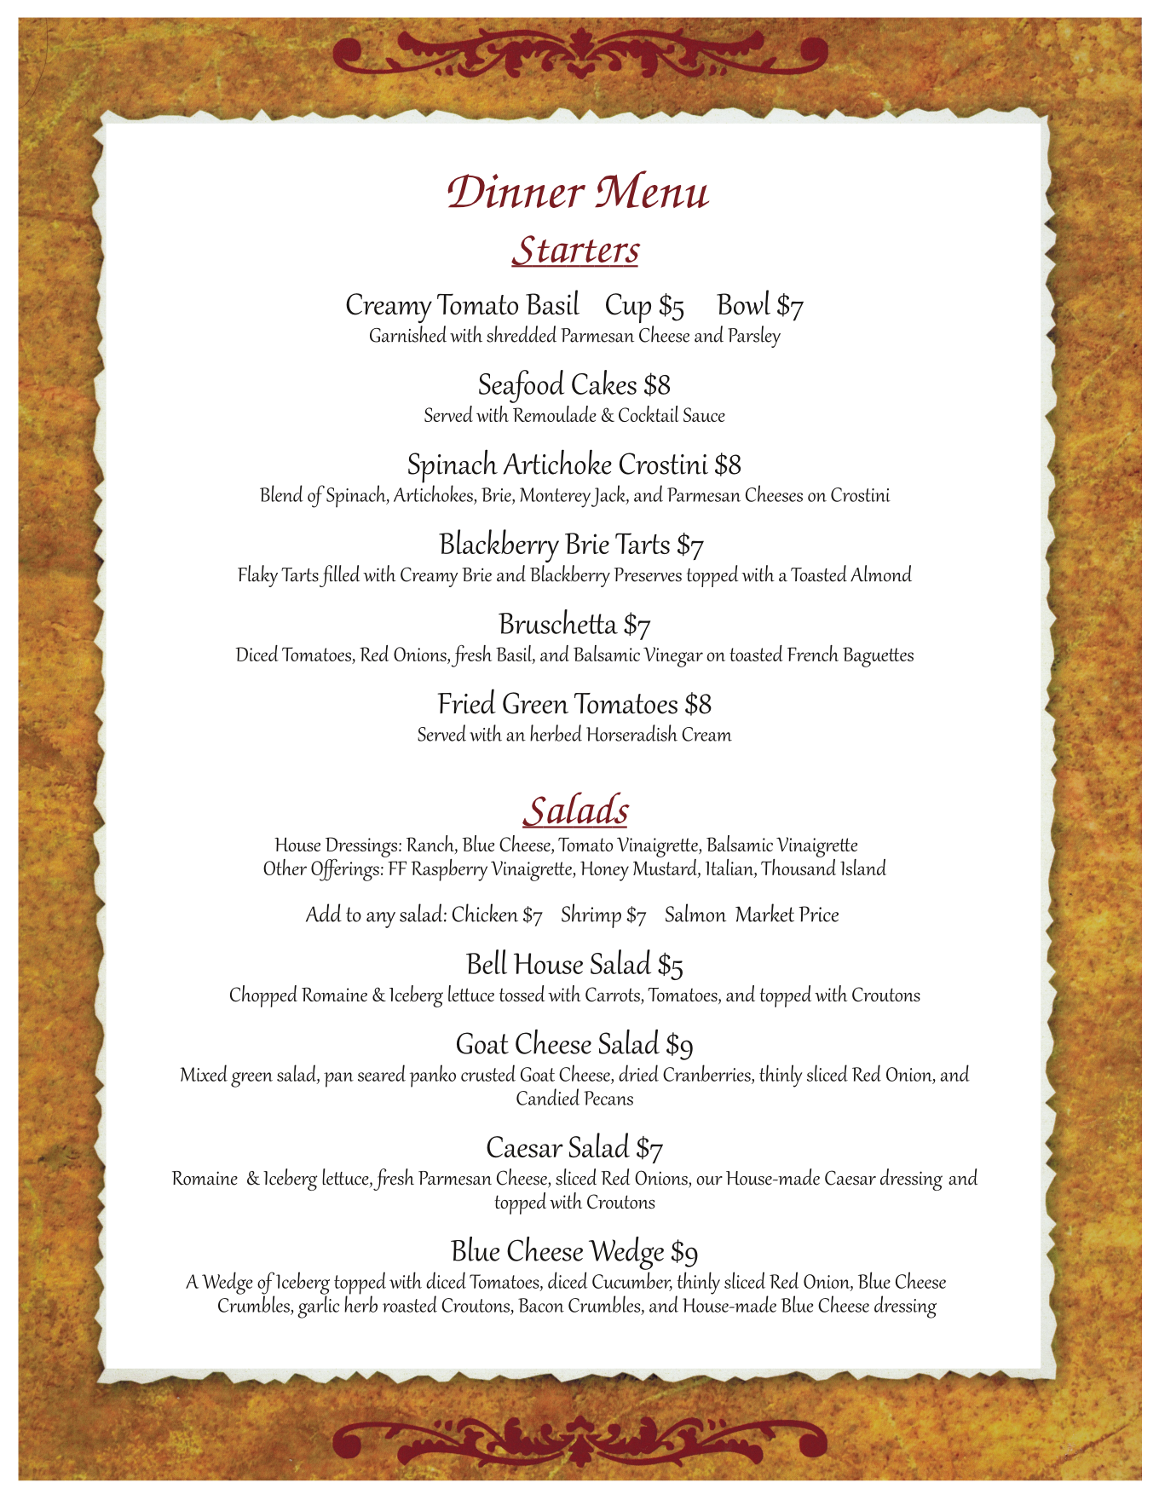 Dinner Menu
Starters
Creamy Tomato Basil Cup $5 Bowl $7
Garnished with shredded Parmesan Cheese and Parsley
Seafood Cakes $8
Served with Remoulade & Cocktail Sauce
Spinach Artichoke Crostini $8
Blend of Spinach, Artichokes, Brie, Monterey Jack, and Parmesan Cheeses on Crostini
Blackberry Brie Tarts $7
Flaky Tarts filled with Creamy Brie and Blackberry Preserves topped with a Toasted Almond
Bruschetta $7
Diced Tomatoes, Red Onions, fresh Basil, and Balsamic Vinegar on toasted French Baguettes
Fried Green Tomatoes $8
Served with an herbed Horseradish Cream
Salads
House Dressings: Ranch, Blue Cheese, Tomato Vinaigrette, Balsamic Vinaigrette
Other Offerings: FF Raspberry Vinaigrette, Honey Mustard, Italian, Thousand Island
Add to any salad: Chicken $7 Shrimp $7 Salmon Market Price
Bell House Salad $5
Chopped Romaine & Iceberg lettuce tossed with Carrots, Tomatoes, and topped with Croutons
Goat Cheese Salad $9
Mixed green salad, pan seared panko crusted Goat Cheese, dried Cranberries, thinly sliced Red Onion, and
Candied Pecans
Caesar Salad $7
Romaine & Iceberg lettuce, fresh Parmesan Cheese, sliced Red Onions, our House-made Caesar dressing and
topped with Croutons
Blue Cheese Wedge $9
A Wedge of Iceberg topped with diced Tomatoes, diced Cucumber, thinly sliced Red Onion, Blue Cheese
Crumbles, garlic herb roasted Croutons, Bacon Crumbles, and House-made Blue Cheese dressing